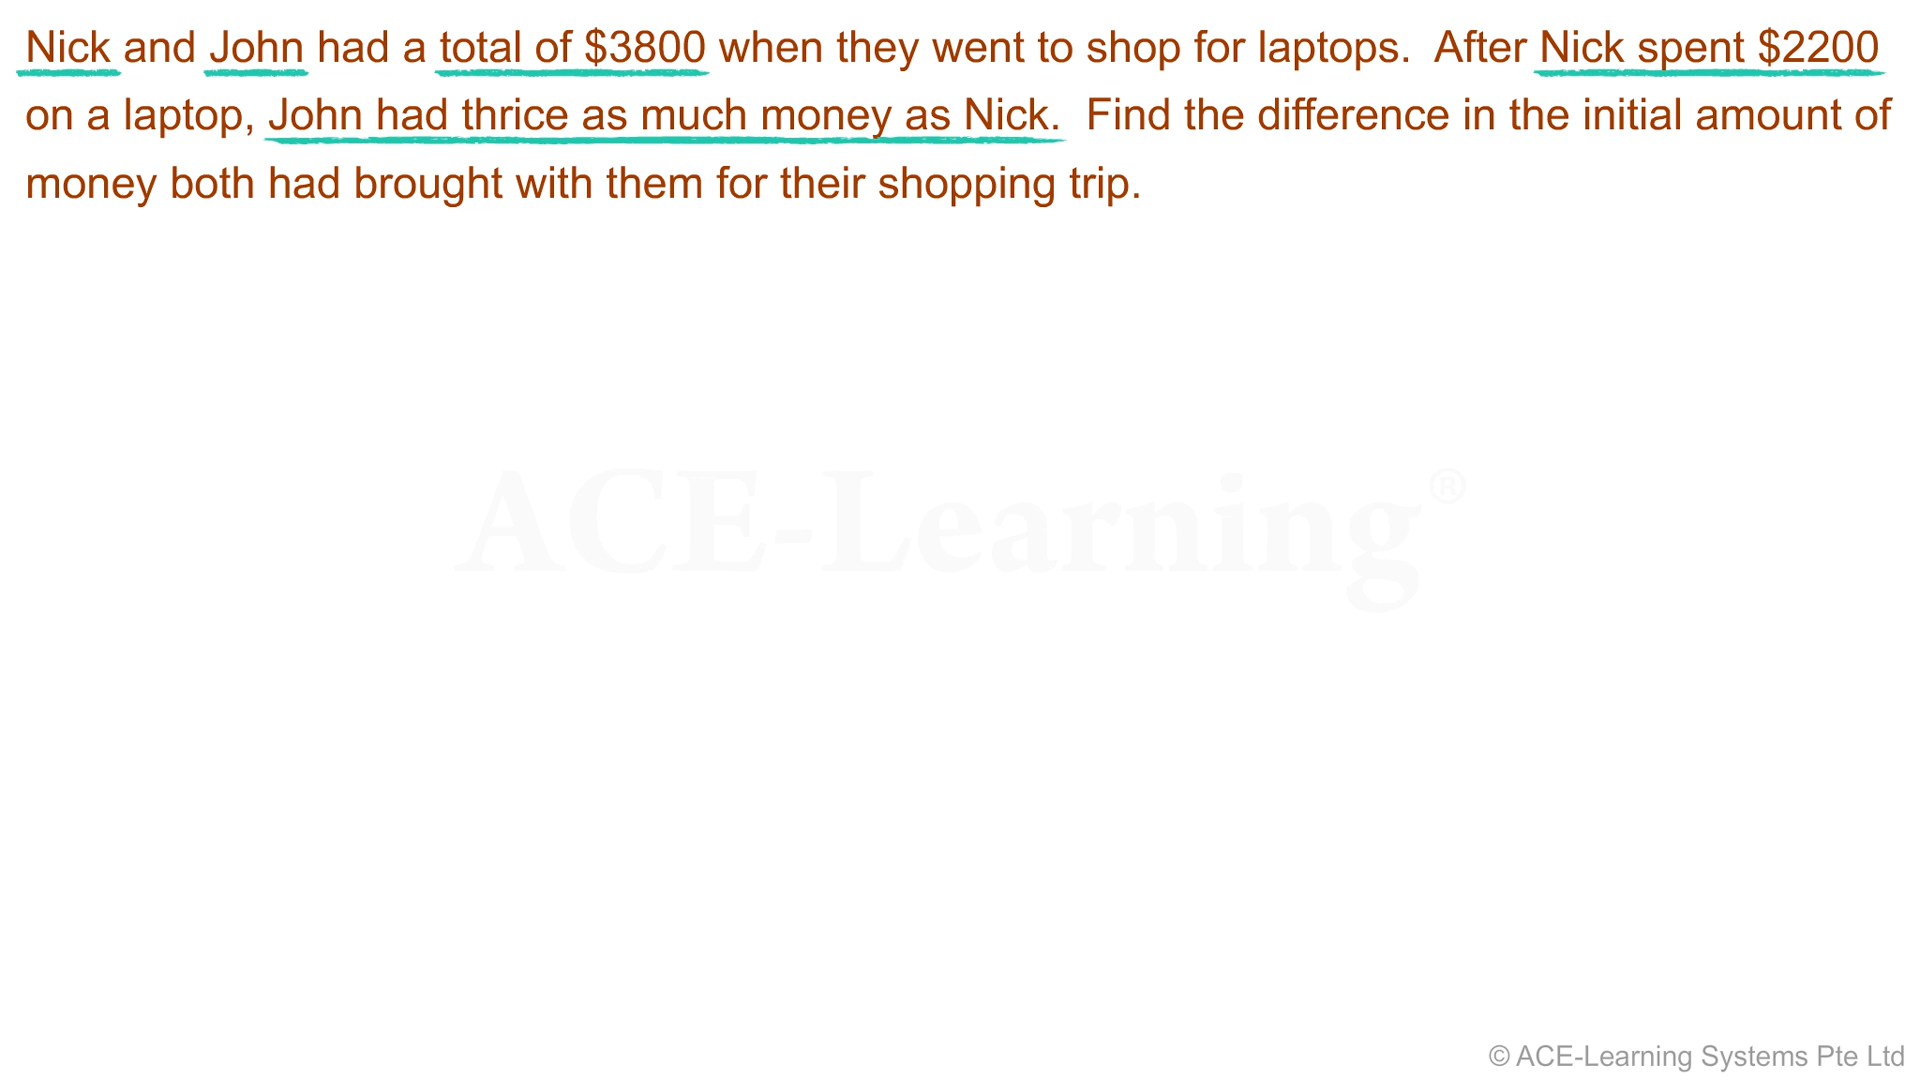 Nick and John had a total of $3800 when they went to shop for laptops. After Nick spent $2200
on a laptop, John had thrice as much money as Nick. Find the difference in the initial amount of
money both had brought with them for their shopping trip.
ACE-Learning®
© ACE-Learning Systems Pte Ltd